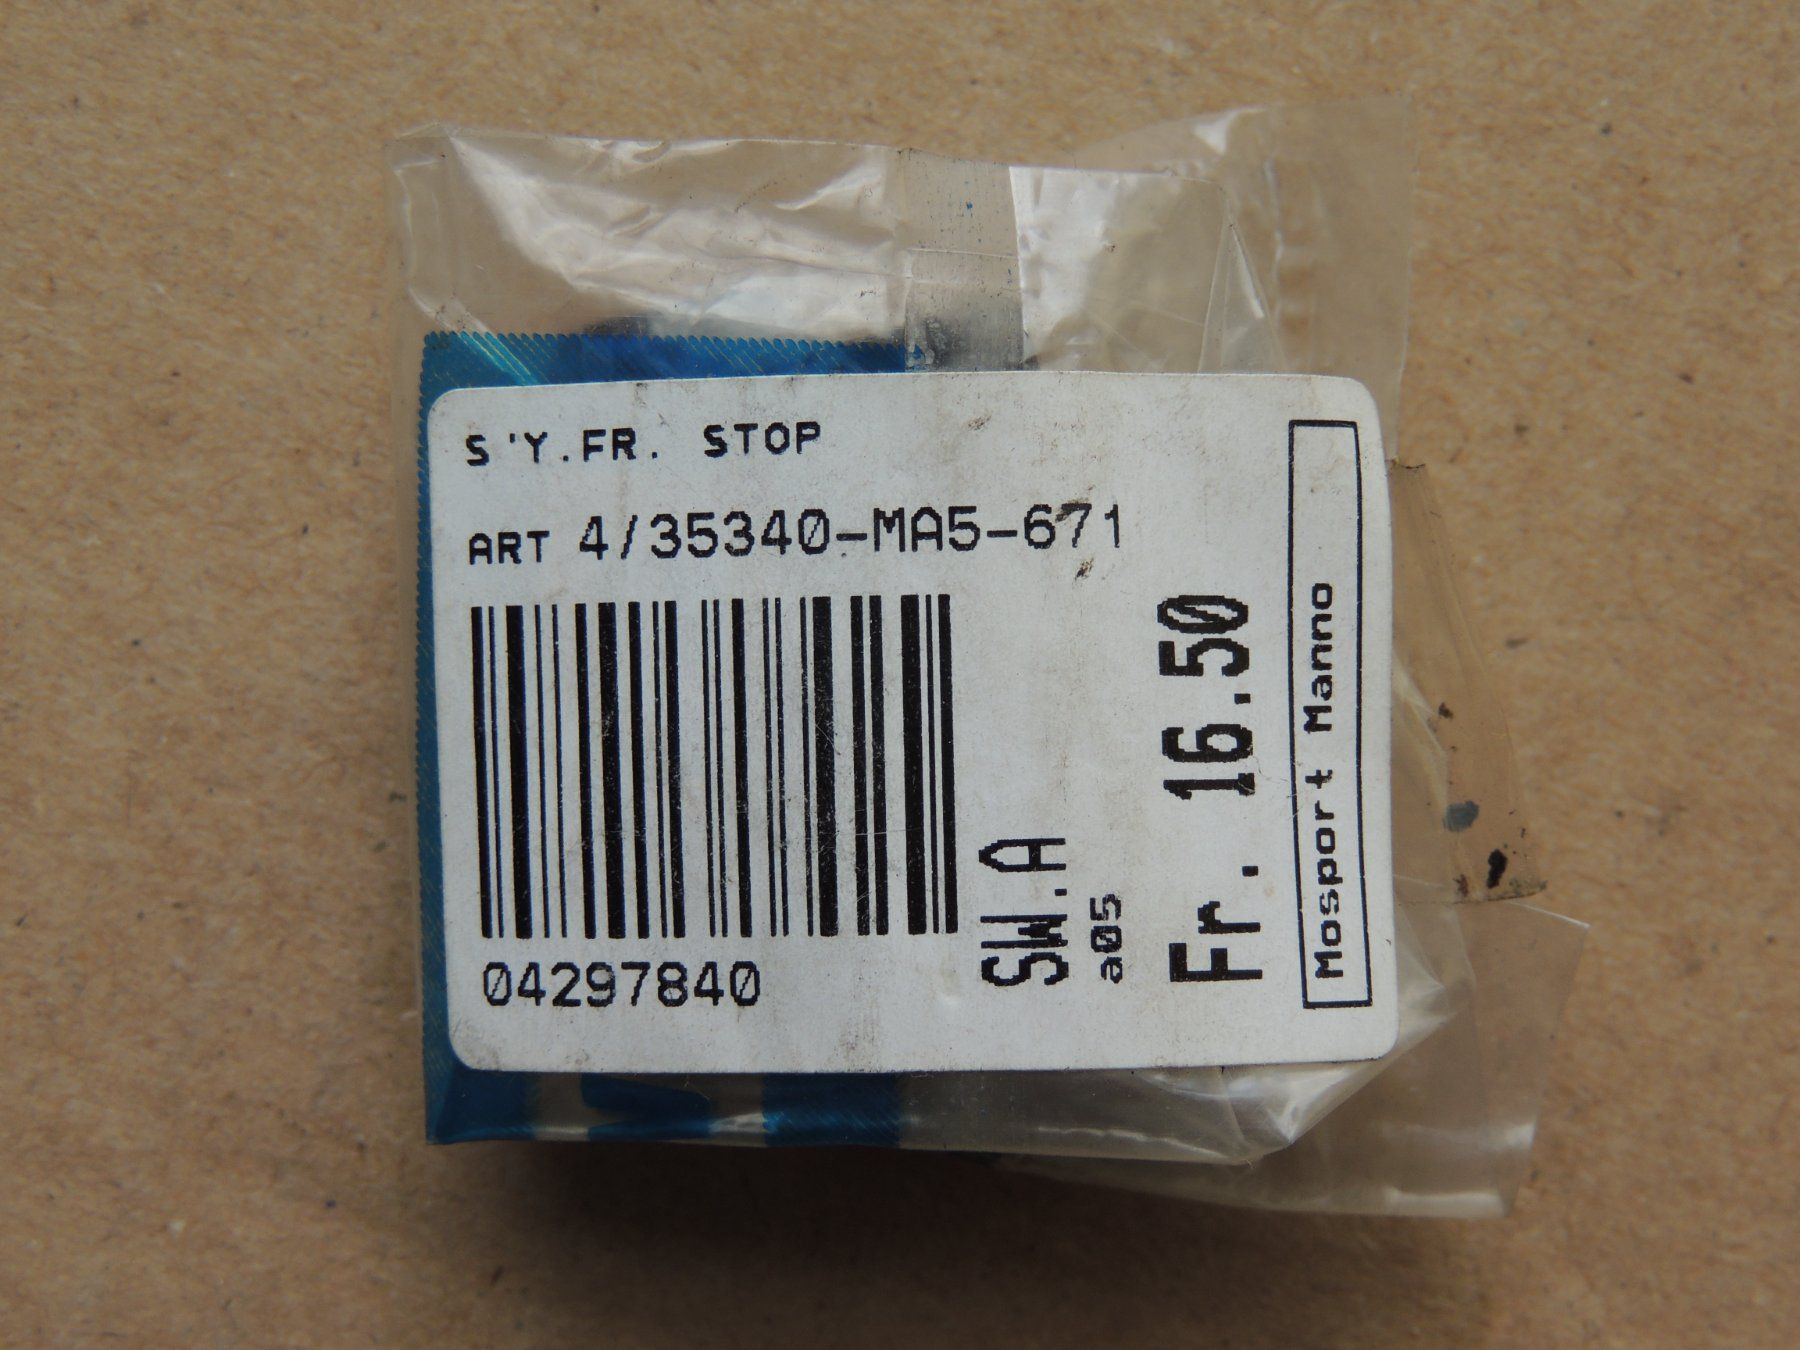 S'Y.FR. STOP
ART 4/35340-MA5-671
04297840
SW.A
a05
Fr. 16.50
Mosport Manno